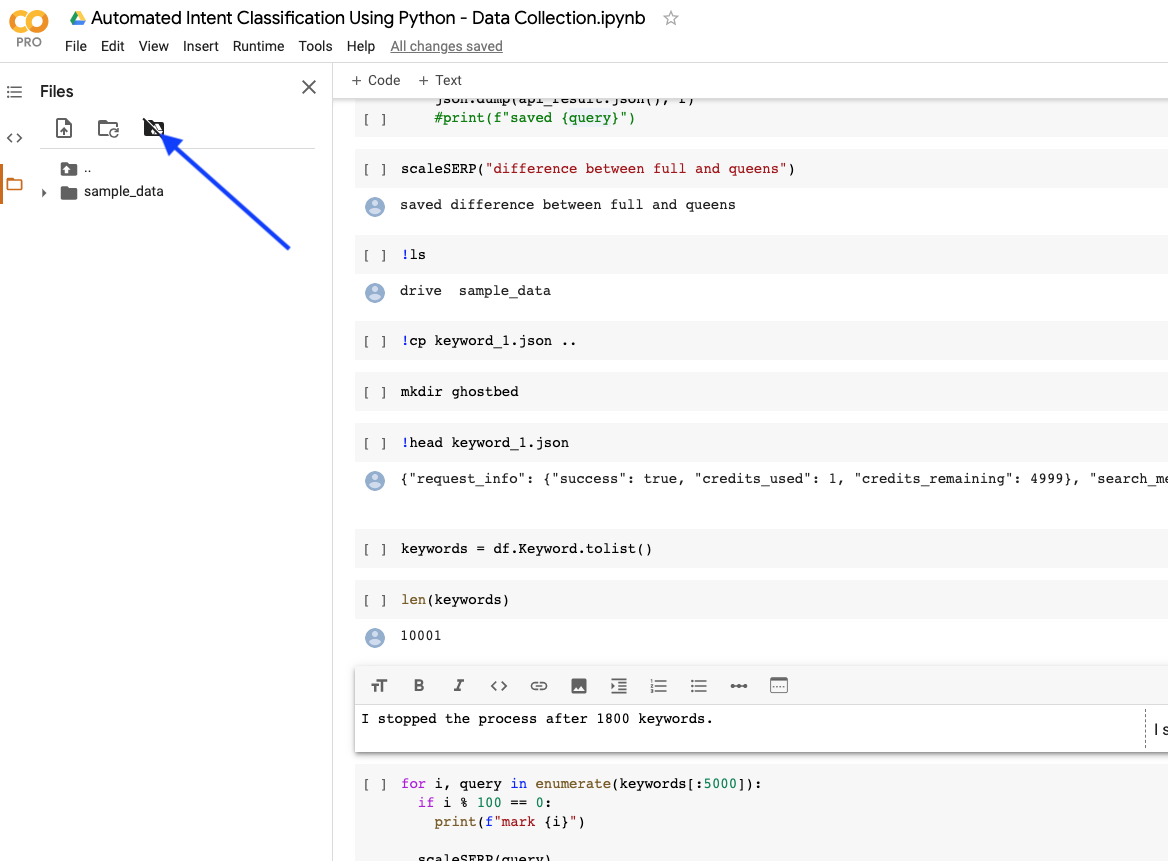 Automated Intent Classification Using Python - Data Collection.ipynb
PRO
File Edit View Insert Runtime Tools Help All changes saved
Files
+ Code + Text
..
sample_data
json.dump(api_result.json(), f)
[ ] #print(f"saved {query}")
[ ] scaleSERP("difference between full and queens")
saved difference between full and queens
[ ] !ls
drive sample_data
[ ] !cp keyword_1.json ..
[ ] mkdir ghostbed
[ ] !head keyword_1.json
{"request_info": {"success": true, "credits_used": 1, "credits_remaining": 4999}, "search_me
[ ] keywords = df.Keyword.tolist()
[ ] len(keywords)
10001
I stopped the process after 1800 keywords.
I s
[ ] for i, query in enumerate(keywords[:5000]):
if i % 100 == 0:
print(f"mark {i}")
scaleSERP(query)